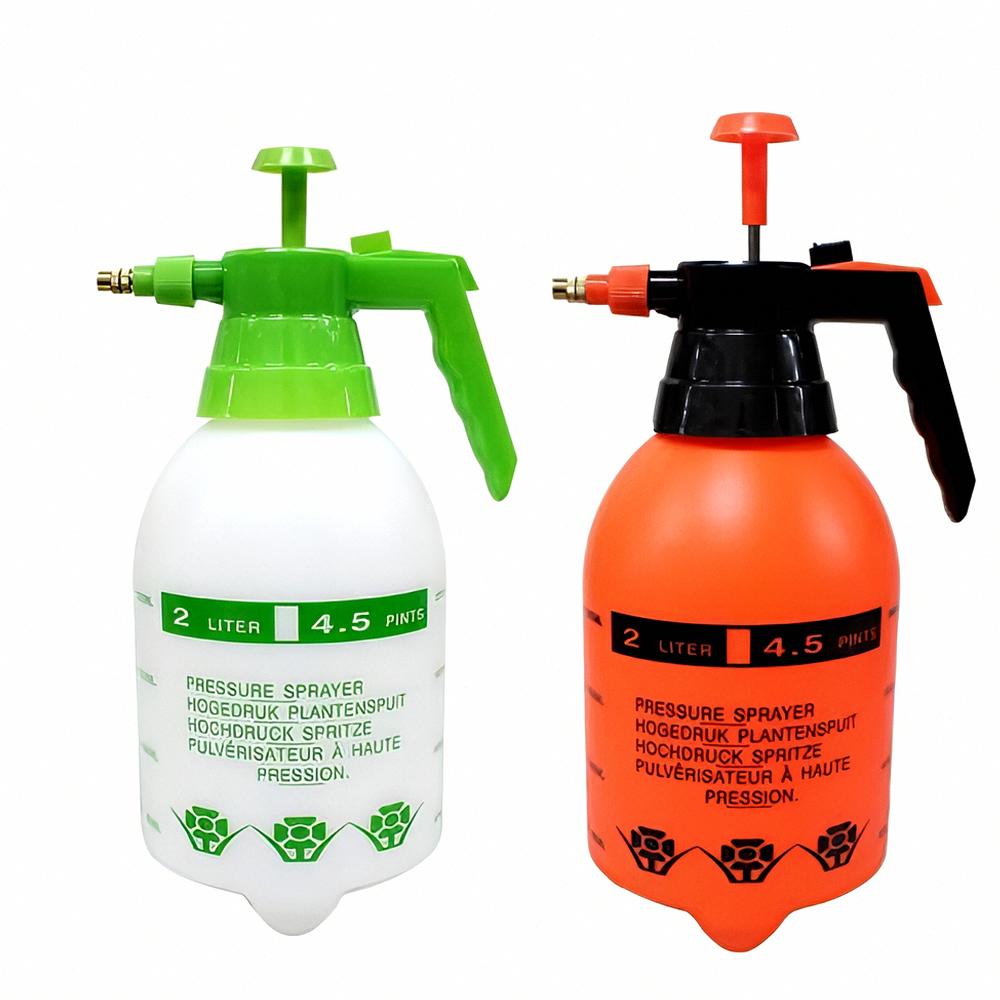 2 LITER 4.5 PINTS
PRESSURE SPRAYER
HOGEDRUK PLANTENSPUIT
HOCHDRUCK SPRITZE
PULVÉRISATEUR À HAUTE
PRESSION.
2 LITER 4.5 PINTS
PRESSURE SPRAYER
HOGEDRUK PLANTENSPUIT
HOCHDRUCK SPRITZE
PULVÊRISATEUR À HAUTE
PRESSION.